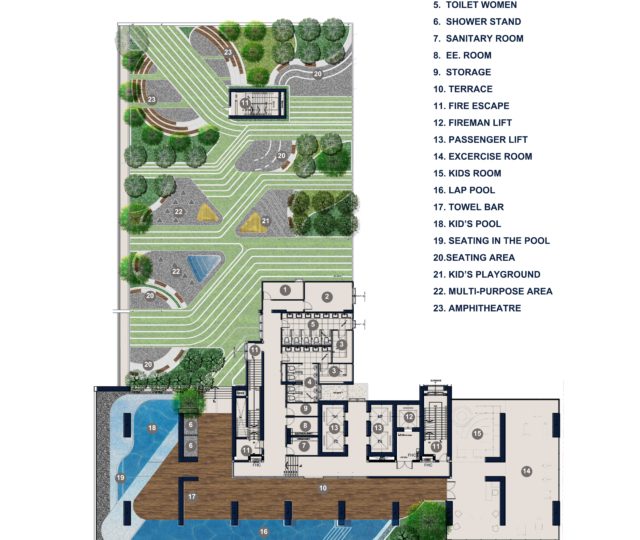 5. TOILET WOMEN
6. SHOWER STAND
7. SANITARY ROOM
8. EE. ROOM
9. STORAGE
10. TERRACE
11. FIRE ESCAPE
12. FIREMAN LIFT
13. PASSENGER LIFT
14. EXCERCISE ROOM
15. KIDS ROOM
16. LAP POOL
17. TOWEL BAR
18. KID'S POOL
19. SEATING IN THE POOL
20.SEATING AREA
21. KID'S PLAYGROUND
22. MULTI-PURPOSE AREA
23. AMPHITHEATRE
23
20
23
11
20
22
21
22
20
1
2
5
3
11
20
3
4
18
6
9
13
13
12
6
8
15
11
7
11
FHC
FHC
14
19
17
10
16